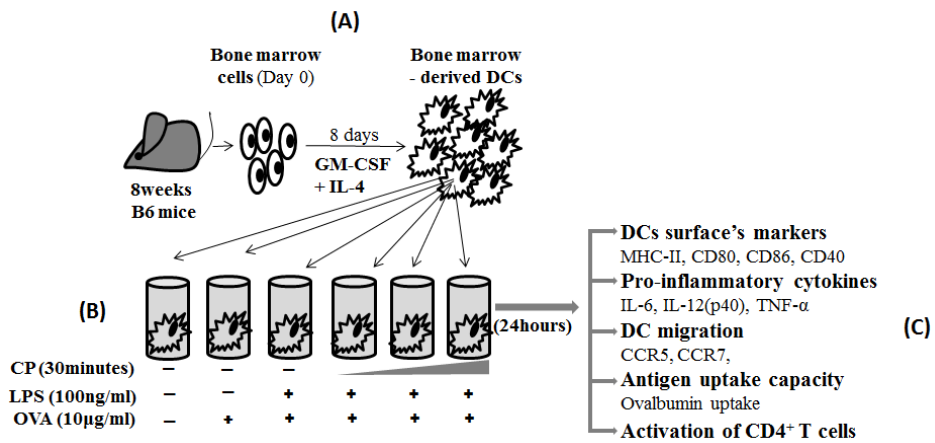 (A)
Bone marrow
cells (Day 0)
Bone marrow
- derived DCs
8 days
GM-CSF
+ IL-4
8weeks
B6 mice
(B)
CP (30minutes) – – –
LPS (100ng/ml) – – + + + +
OVA (10μg/ml) – + + + + +
(24hours)
DCs surface's markers
MHC-II, CD80, CD86, CD40
Pro-inflammatory cytokines
IL-6, IL-12(p40), TNF-α
DC migration
CCR5, CCR7,
Antigen uptake capacity
Ovalbumin uptake
Activation of CD4⁺ T cells
(C)